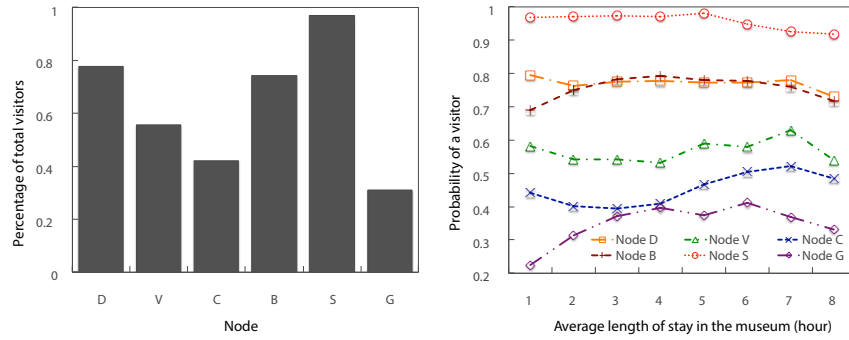 Percentage of total visitors
1
0.8
0.6
0.4
0.2
0
D V C B S G
Node
Probability of a visitor
1
0.9
0.8
0.7
0.6
0.5
0.4
0.3
0.2
Node D Node V Node C
Node B Node S Node G
1 2 3 4 5 6 7 8
Average length of stay in the museum (hour)